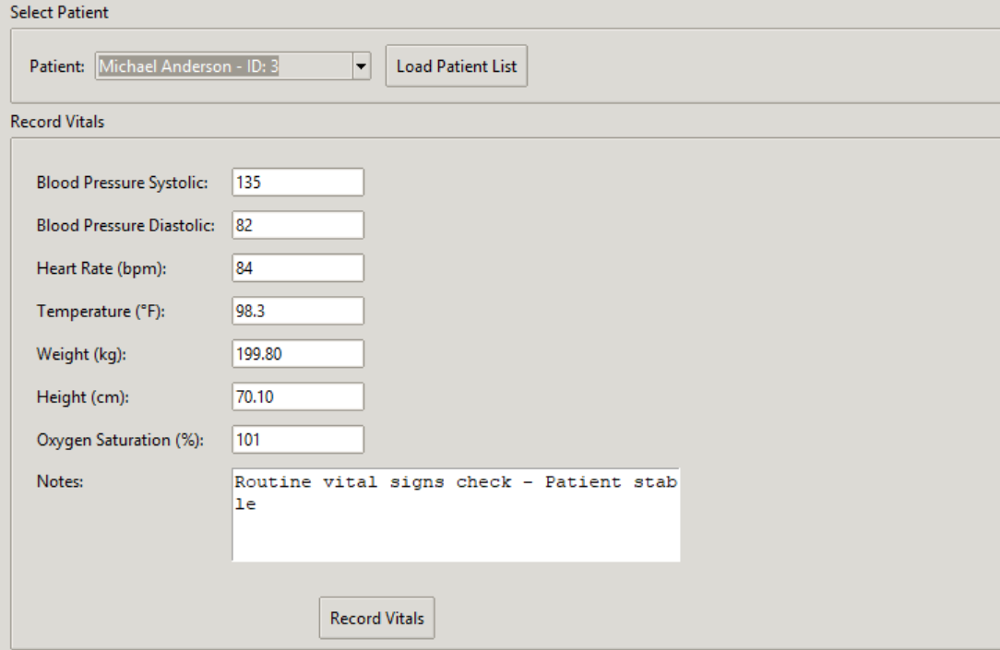 Select Patient
Patient: Michael Anderson - ID: 3 Load Patient List
Record Vitals
Blood Pressure Systolic: 135
Blood Pressure Diastolic: 82
Heart Rate (bpm): 84
Temperature (°F): 98.3
Weight (kg): 199.80
Height (cm): 70.10
Oxygen Saturation (%): 101
Notes: Routine vital signs check - Patient stab
le
Record Vitals